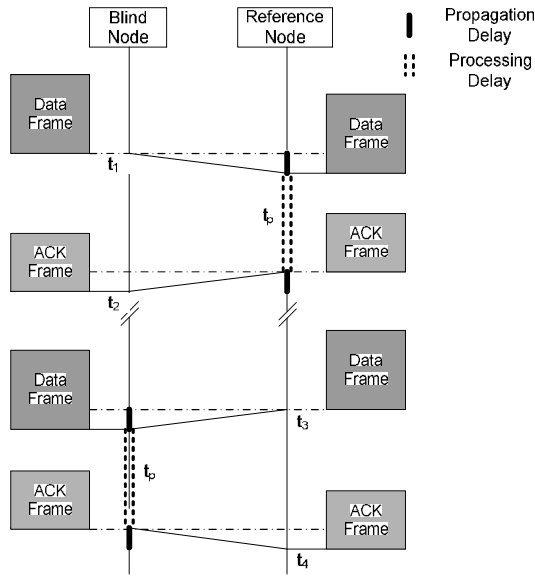 Blind
Node
Reference
Node
Propagation
Delay
Processing
Delay
Data
Frame
Data
Frame
t1
tp
ACK
Frame
ACK
Frame
t2
Data
Frame
Data
Frame
t3
tp
ACK
Frame
ACK
Frame
t4